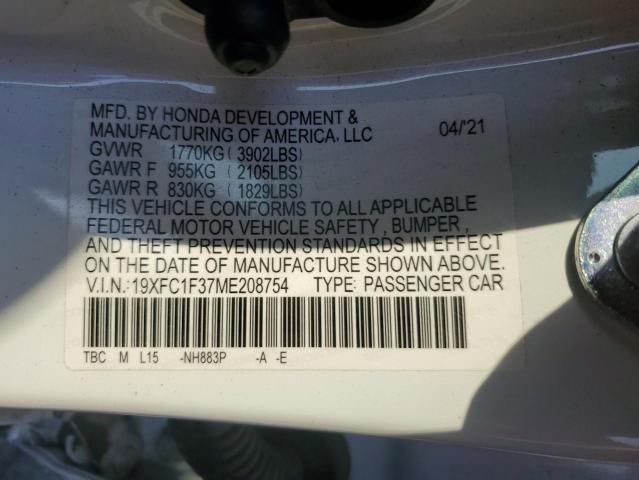 MFD. BY HONDA DEVELOPMENT &
MANUFACTURING OF AMERICA, LLC 04/'21
GVWR 1770KG ( 3902LBS)
GAWR F 955KG ( 2105LBS)
GAWR R 830KG ( 1829LBS)
THIS VEHICLE CONFORMS TO ALL APPLICABLE
FEDERAL MOTOR VEHICLE SAFETY , BUMPER ,
AND THEFT PREVENTION STANDARDS IN EFFECT
ON THE DATE OF MANUFACTURE SHOWN ABOVE.
V.I.N.:19XFC1F37ME208754 TYPE: PASSENGER CAR
TBC M L15 -NH883P -A -E